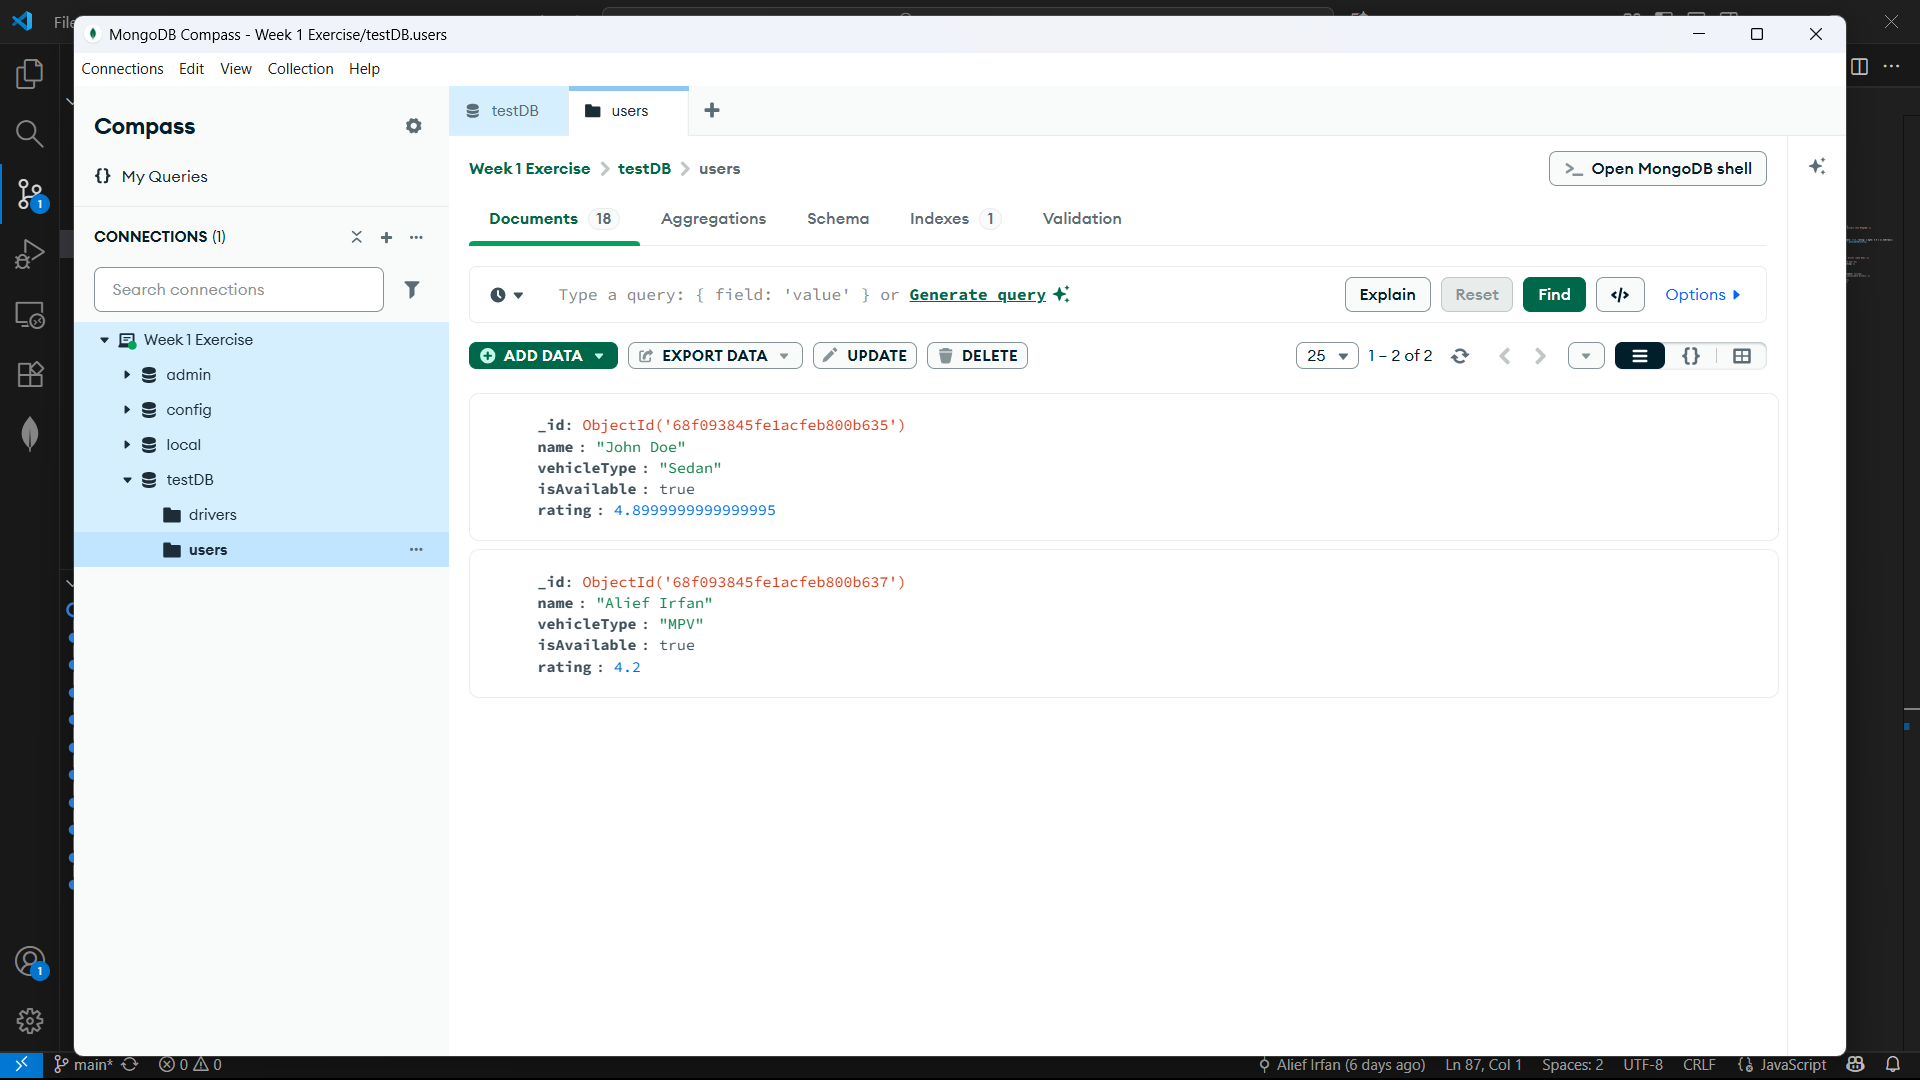 File
MongoDB Compass - Week 1 Exercise/testDB.users
Connections Edit View Collection Help
Compass
{} My Queries
CONNECTIONS (1)
Search connections
Week 1 Exercise
admin
config
local
testDB
drivers
users
testDB
users
Week 1 Exercise > testDB > users
>_ Open MongoDB shell
Documents 18 Aggregations Schema Indexes 1 Validation
Type a query: { field: 'value' } or Generate query
Explain Reset Find </> Options
ADD DATA EXPORT DATA UPDATE DELETE
25 1 – 2 of 2 {}
_id: ObjectId('68f093845fe1acfeb800b635')
name : "John Doe"
vehicleType : "Sedan"
isAvailable : true
rating : 4.8999999999999995
_id: ObjectId('68f093845fe1acfeb800b637')
name : "Alief Irfan"
vehicleType : "MPV"
isAvailable : true
rating : 4.2
1
1
main* 0 0 Alief Irfan (6 days ago) Ln 87, Col 1 Spaces: 2 UTF-8 CRLF {} JavaScript